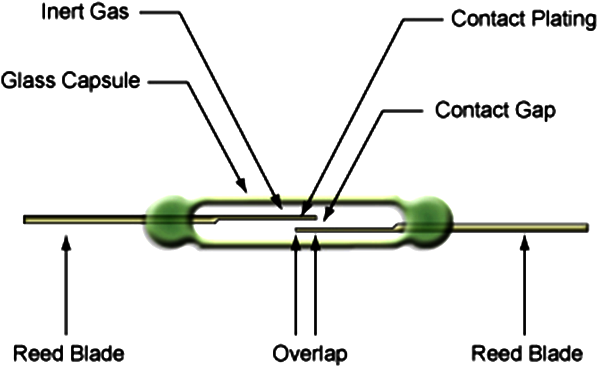 Inert Gas
Contact Plating
Glass Capsule
Contact Gap
Reed Blade
Overlap
Reed Blade